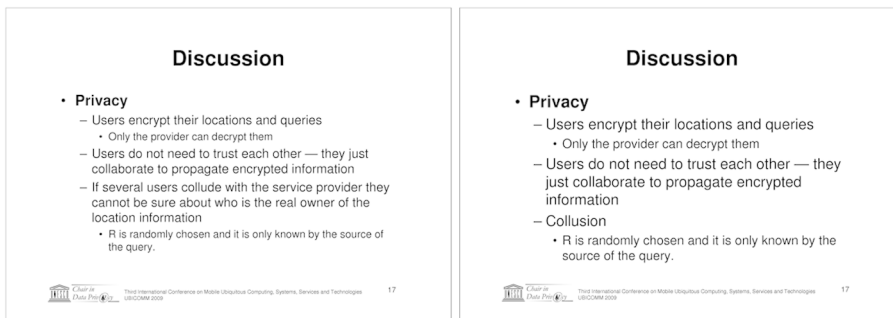 Discussion
• Privacy
– Users encrypt their locations and queries
• Only the provider can decrypt them
– Users do not need to trust each other — they just
collaborate to propagate encrypted information
– If several users collude with the service provider they
cannot be sure about who is the real owner of the
location information
• R is randomly chosen and it is only known by the source of
the query.
Chair in
Data Privacy
Third International Conference on Mobile Ubiquitous Computing, Systems, Services and Technologies
UBICOMM 2009
17
Discussion
• Privacy
– Users encrypt their locations and queries
• Only the provider can decrypt them
– Users do not need to trust each other — they
just collaborate to propagate encrypted
information
– Collusion
• R is randomly chosen and it is only known by the
source of the query.
Chair in
Data Privacy
Third International Conference on Mobile Ubiquitous Computing, Systems, Services and Technologies
UBICOMM 2009
17